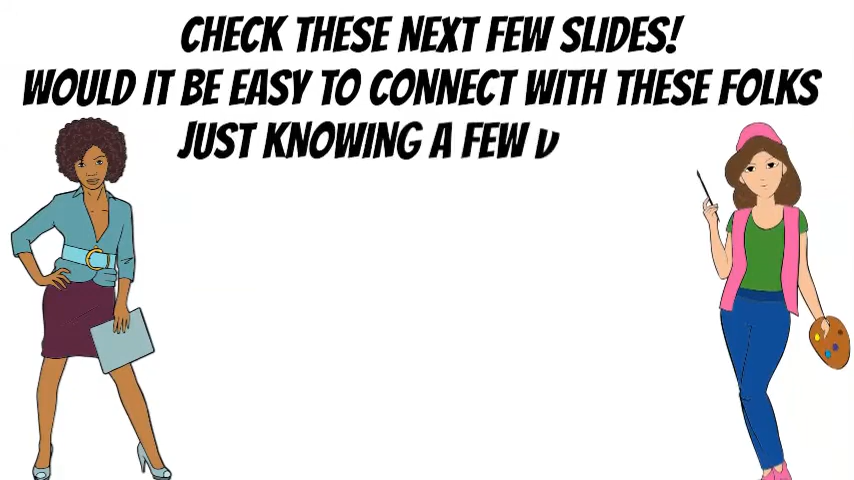 CHECK THESE NEXT FEW SLIDES!
WOULD IT BE EASY TO CONNECT WITH THESE FOLKS
JUST KNOWING A FEW